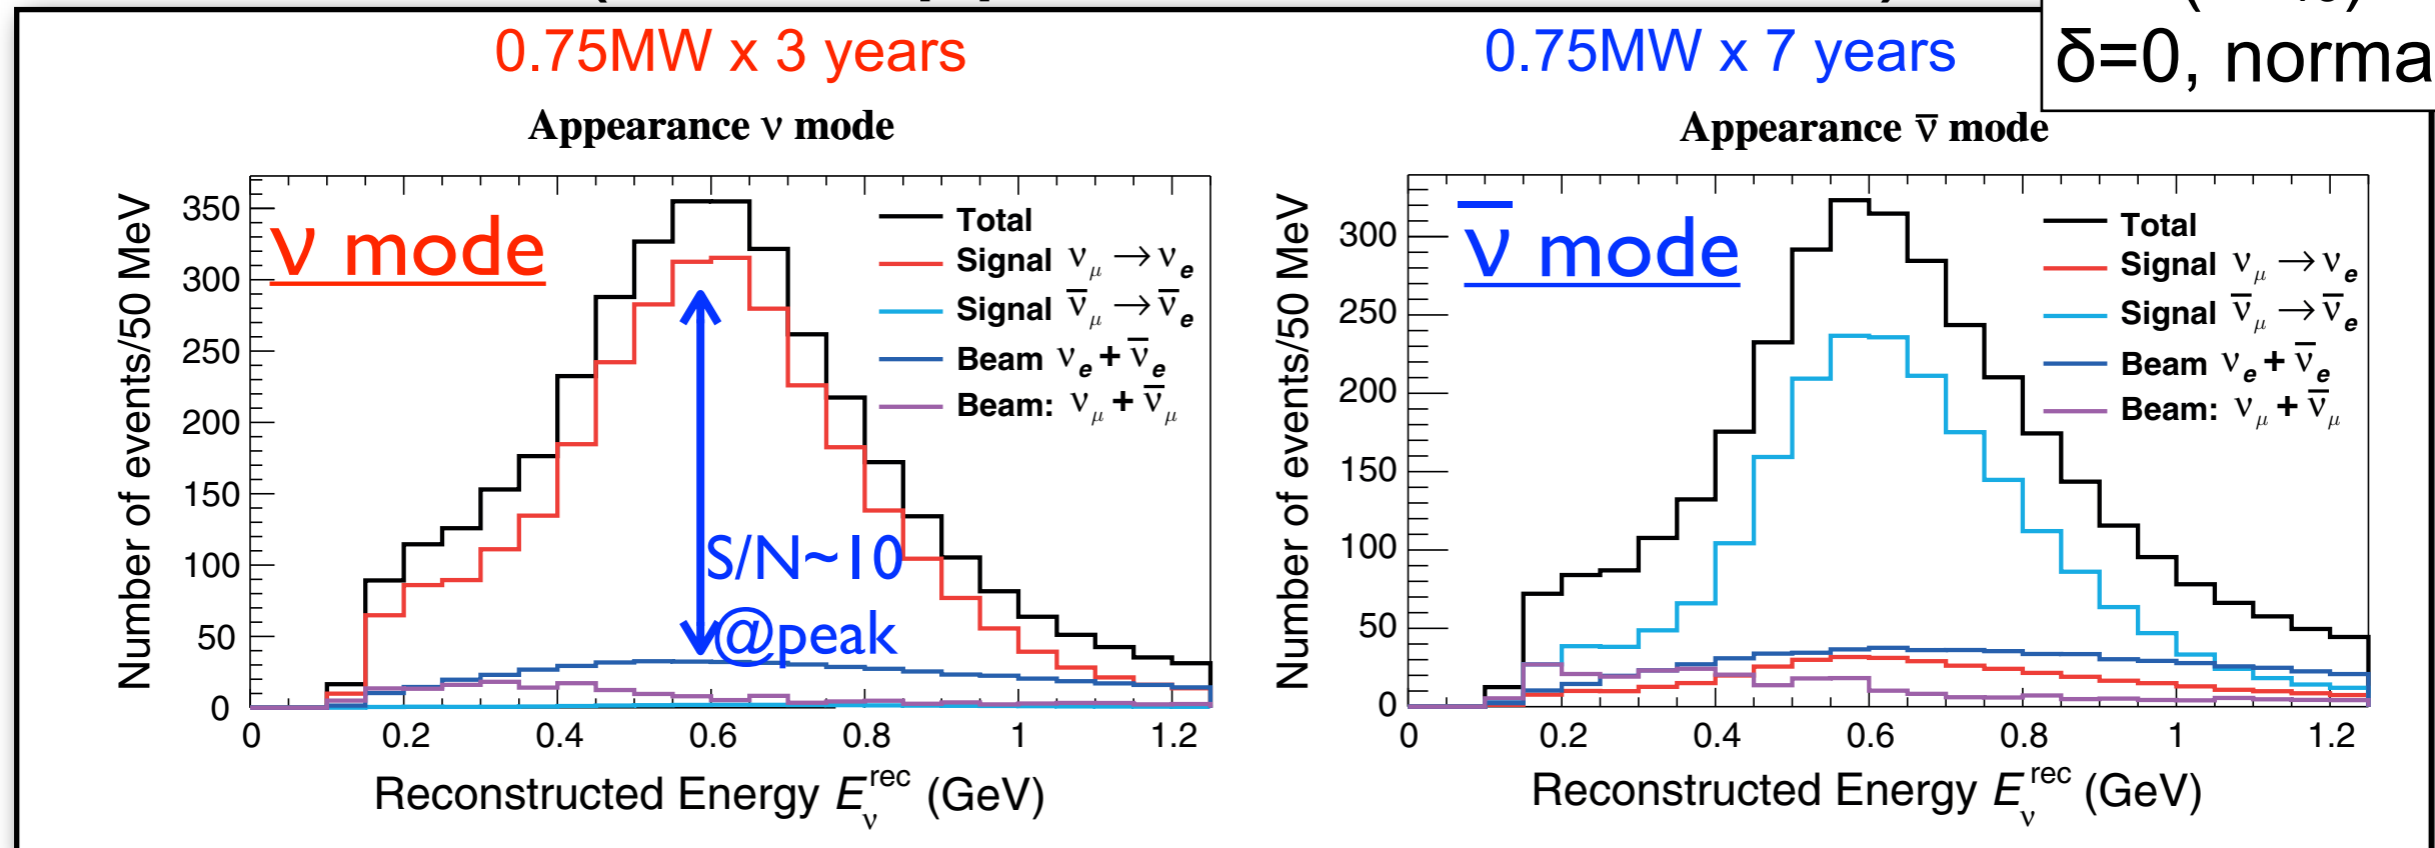 0.75MW x 3 years
0.75MW x 7 years
δ=0, norma
Appearance ν mode
Number of events/50 MeV
350
300
250
200
150
100
50
0
ν mode
Total
Signal ν_μ → ν_e
Signal ν̅_μ → ν̅_e
Beam ν_e + ν̅_e
Beam: ν_μ + ν̅_μ
S/N~10
@peak
0 0.2 0.4 0.6 0.8 1 1.2
Reconstructed Energy E_ν^rec (GeV)
Appearance ν̅ mode
Number of events/50 MeV
300
250
200
150
100
50
0
ν̅ mode
Total
Signal ν_μ → ν_e
Signal ν̅_μ → ν̅_e
Beam ν_e + ν̅_e
Beam: ν_μ + ν̅_μ
0 0.2 0.4 0.6 0.8 1 1.2
Reconstructed Energy E_ν^rec (GeV)